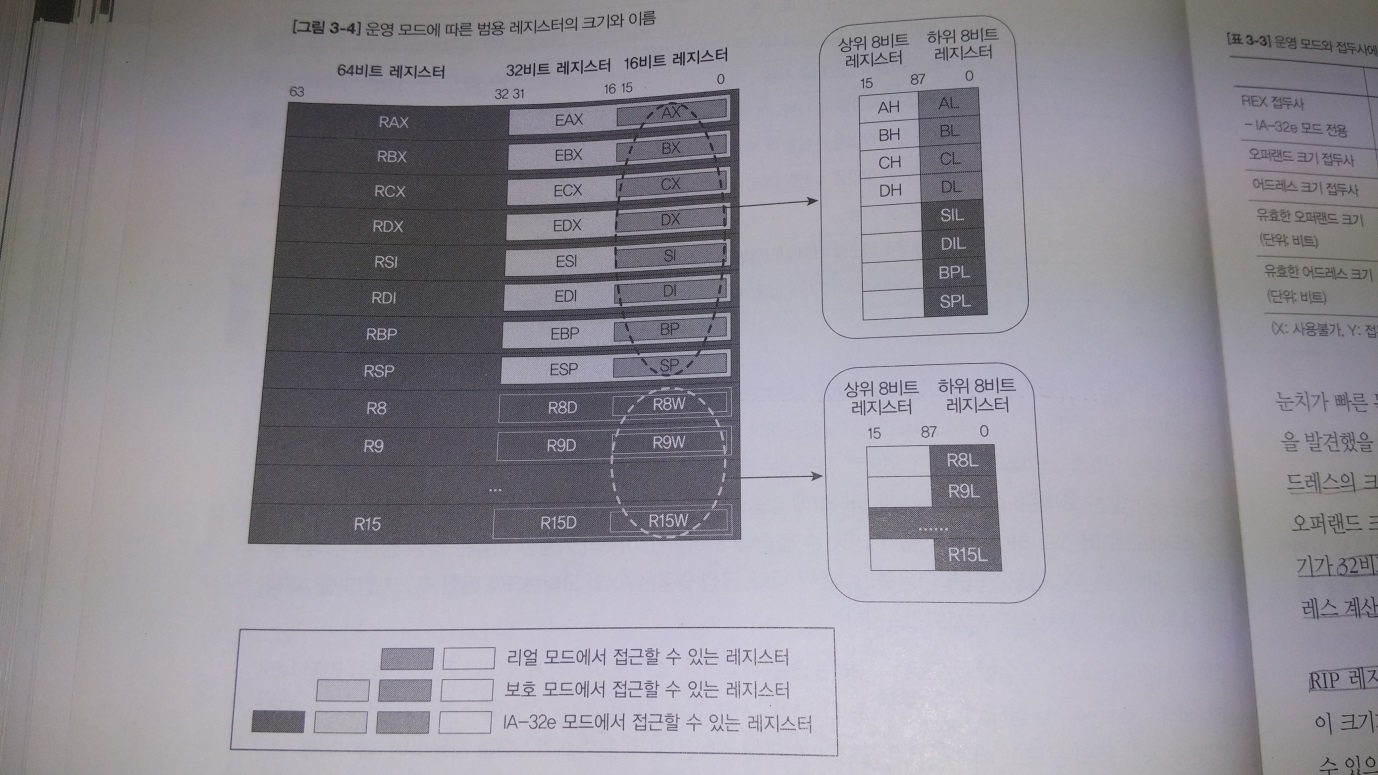 [그림 3-4] 운영 모드에 따른 범용 레지스터의 크기와 이름
64비트 레지스터 32비트 레지스터 16비트 레지스터
63 32 31 16 15 0
RAX EAX AX
RBX EBX BX
RCX ECX CX
RDX EDX DX
RSI ESI SI
RDI EDI DI
RBP EBP BP
RSP ESP SP
R8 R8D R8W
R9 R9D R9W
...
R15 R15D R15W
상위 8비트 하위 8비트
레지스터 레지스터
15 87 0
AH AL
BH BL
CH CL
DH DL
SIL
DIL
BPL
SPL
상위 8비트 하위 8비트
레지스터 레지스터
15 87 0
R8L
R9L
......
R15L
리얼 모드에서 접근할 수 있는 레지스터
보호 모드에서 접근할 수 있는 레지스터
IA-32e 모드에서 접근할 수 있는 레지스터
[표 3-3] 운영 모드와 접두사에
REX 접두사
- IA-32e 모드 전용
오퍼랜드 크기 접두사
어드레스 크기 접두사
유효한 오퍼랜드 크기
(단위: 비트)
유효한 어드레스 크기
(단위: 비트)
(X: 사용불가, Y: 접
눈치가 빠른
을 발견했을
드레스의 크
오퍼랜드 크
기가 32비
레스 계산
RIP 레지
이 크기
수 있으